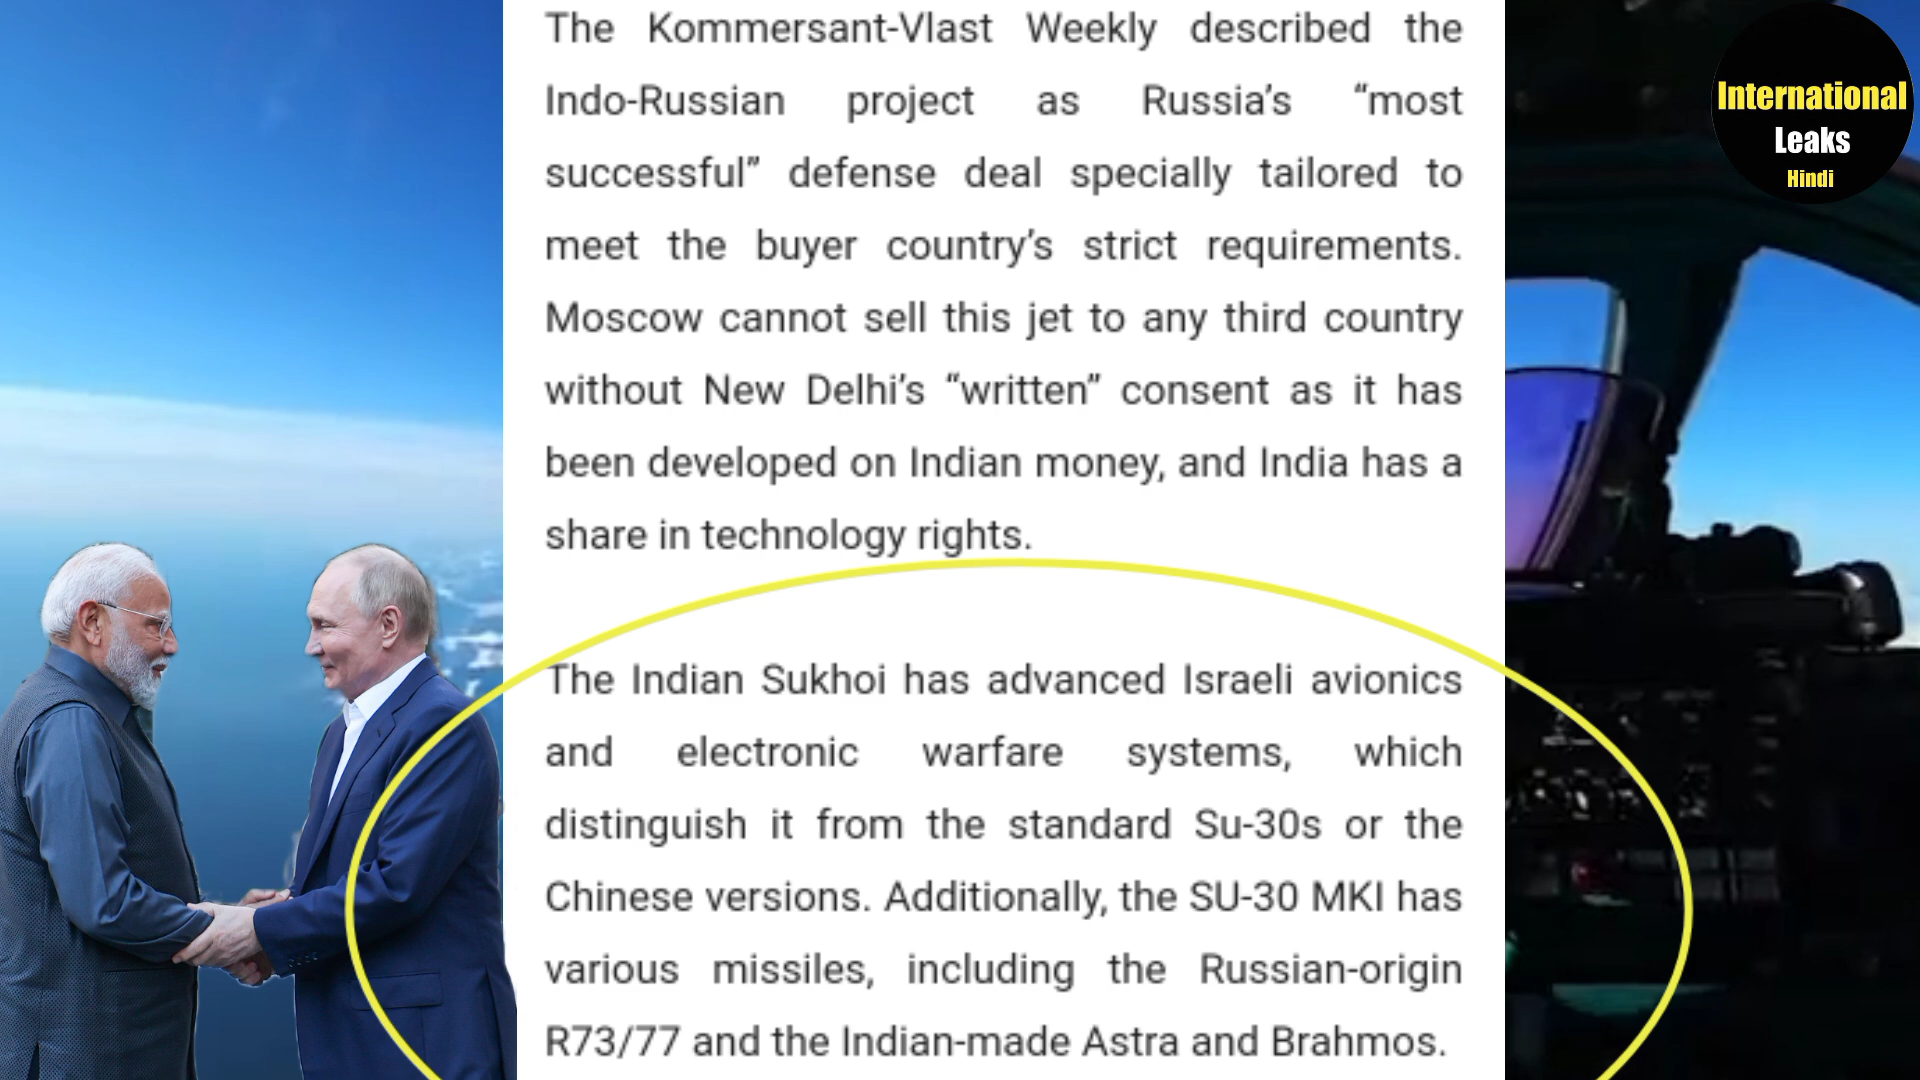 The Kommersant-Vlast Weekly described the
Indo-Russian project as Russia’s “most
successful” defense deal specially tailored to
meet the buyer country’s strict requirements.
Moscow cannot sell this jet to any third country
without New Delhi’s “written” consent as it has
been developed on Indian money, and India has a
share in technology rights.
The Indian Sukhoi has advanced Israeli avionics
and electronic warfare systems, which
distinguish it from the standard Su-30s or the
Chinese versions. Additionally, the SU-30 MKI has
various missiles, including the Russian-origin
R73/77 and the Indian-made Astra and Brahmos.
International
Leaks
Hindi